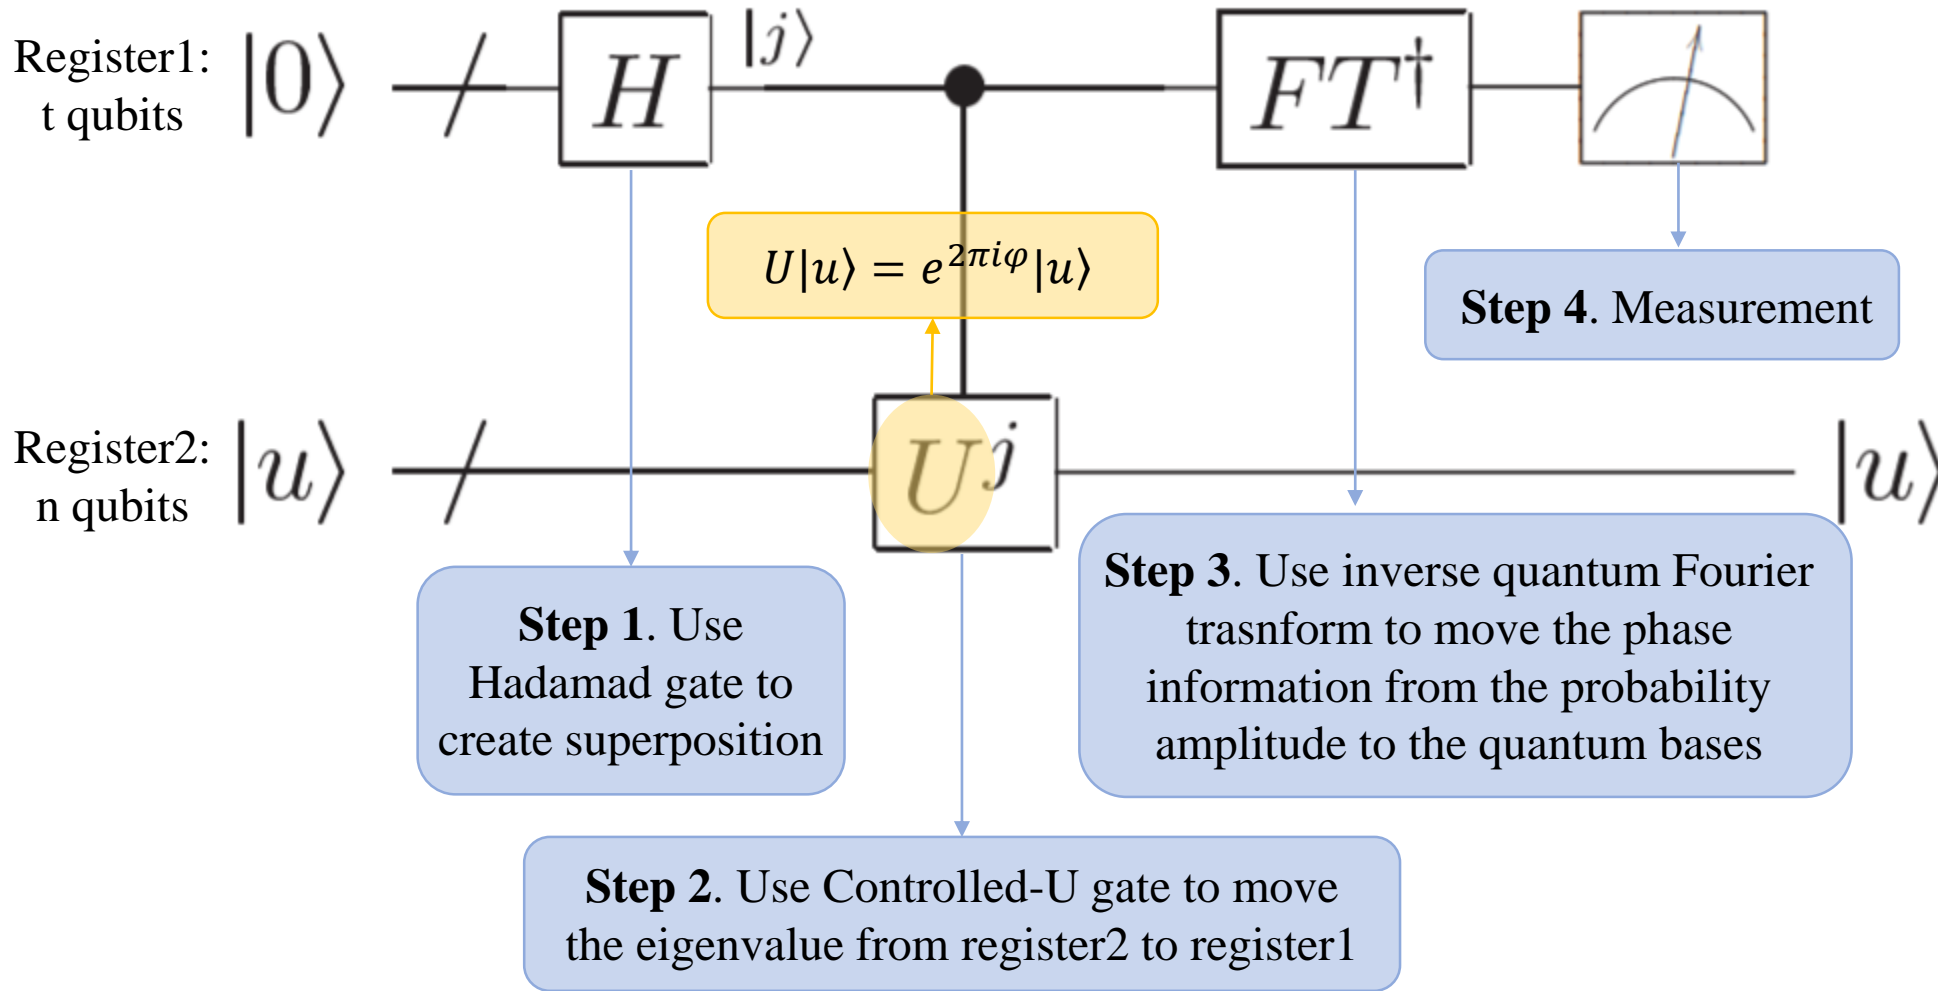 Register1:
t qubits
|0⟩
H
|j⟩
FT†
U|u⟩ = e^{2πiφ}|u⟩
Step 4. Measurement
Register2:
n qubits
|u⟩
U^j
|u⟩
Step 1. Use
Hadamad gate to
create superposition
Step 3. Use inverse quantum Fourier
trasnform to move the phase
information from the probability
amplitude to the quantum bases
Step 2. Use Controlled-U gate to move
the eigenvalue from register2 to register1